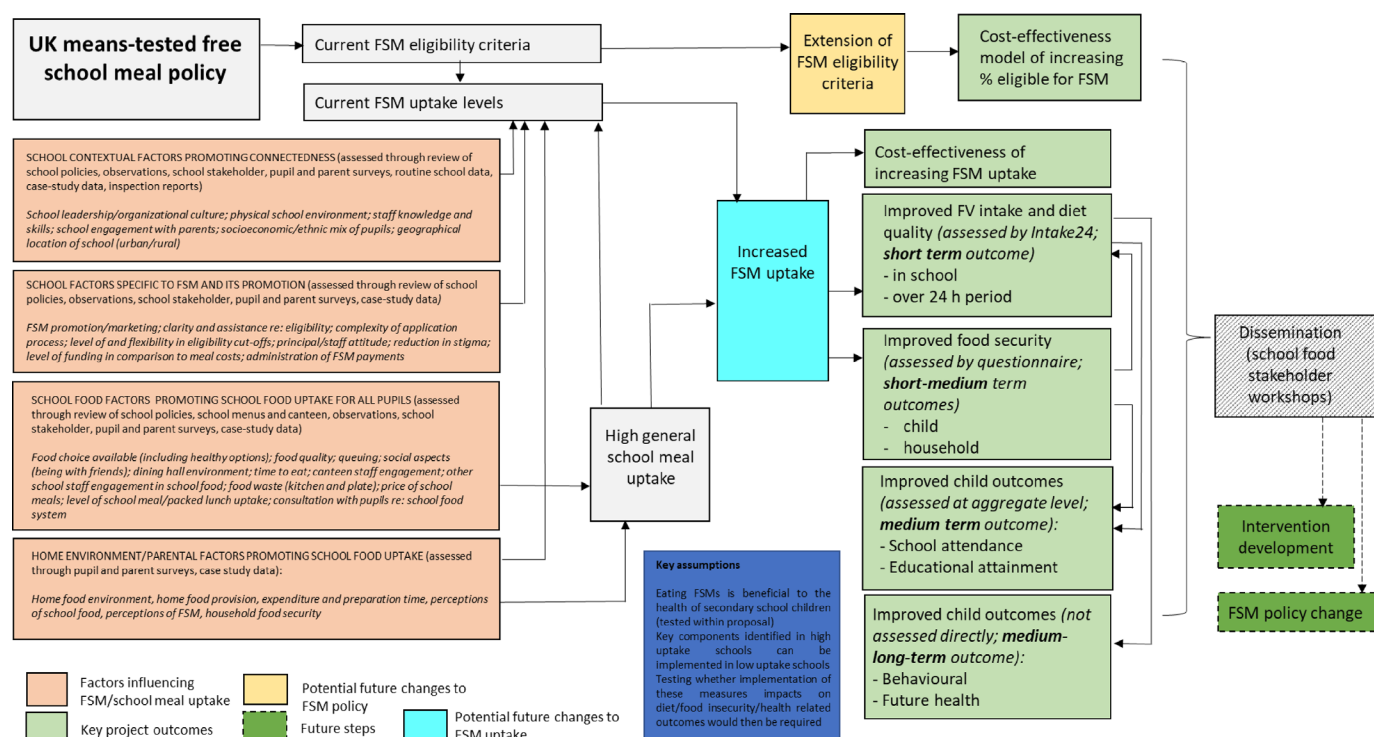 UK means-tested free
school meal policy
Current FSM eligibility criteria
Current FSM uptake levels
Extension of
FSM eligibility
criteria
Cost-effectiveness
model of increasing
% eligible for FSM
SCHOOL CONTEXTUAL FACTORS PROMOTING CONNECTEDNESS (assessed through review of
school policies, observations, school stakeholder, pupil and parent surveys, routine school data,
case-study data, inspection reports)
School leadership/organizational culture; physical school environment; staff knowledge and
skills; school engagement with parents; socioeconomic/ethnic mix of pupils; geographical
location of school (urban/rural)
SCHOOL FACTORS SPECIFIC TO FSM AND ITS PROMOTION (assessed through review of school
policies, observations, school stakeholder, pupil and parent surveys, case-study data)
FSM promotion/marketing; clarity and assistance re: eligibility; complexity of application
process; level of and flexibility in eligibility cut-offs; principal/staff attitude; reduction in stigma;
level of funding in comparison to meal costs; administration of FSM payments
SCHOOL FOOD FACTORS PROMOTING SCHOOL FOOD UPTAKE FOR ALL PUPILS (assessed
through review of school policies, school menus and canteen, observations, school
stakeholder, pupil and parent surveys, case-study data)
Food choice available (including healthy options); food quality; queuing; social aspects
(being with friends); dining hall environment; time to eat; canteen staff engagement; other
school staff engagement in school food; food waste (kitchen and plate); price of school
meals; level of school meal/packed lunch uptake; consultation with pupils re: school food
system
HOME ENVIRONMENT/PARENTAL FACTORS PROMOTING SCHOOL FOOD UPTAKE (assessed
through pupil and parent surveys, case study data):
Home food environment, home food provision, expenditure and preparation time, perceptions
of school food, perceptions of FSM, household food security
High general
school meal
uptake
Increased
FSM uptake
Cost-effectiveness of
increasing FSM uptake
Improved FV intake and diet
quality (assessed by Intake24;
short term outcome)
- in school
- over 24 h period
Improved food security
(assessed by questionnaire;
short-medium term
outcomes)
- child
- household
Improved child outcomes
(assessed at aggregate level;
medium term outcome):
- School attendance
- Educational attainment
Improved child outcomes (not
assessed directly; medium-
long-term outcome):
- Behavioural
- Future health
Dissemination
(school food
stakeholder
workshops)
Intervention
development
FSM policy change
Key assumptions
Eating FSMs is beneficial to the
health of secondary school children
(tested within proposal)
Key components identified in high
uptake schools can be
implemented in low uptake schools
Testing whether implementation of
these measures impacts on
diet/food insecurity/health related
outcomes would then be required
Factors influencing
FSM/school meal uptake
Potential future changes to
FSM policy
Key project outcomes
Future steps
Potential future changes to
FSM uptake